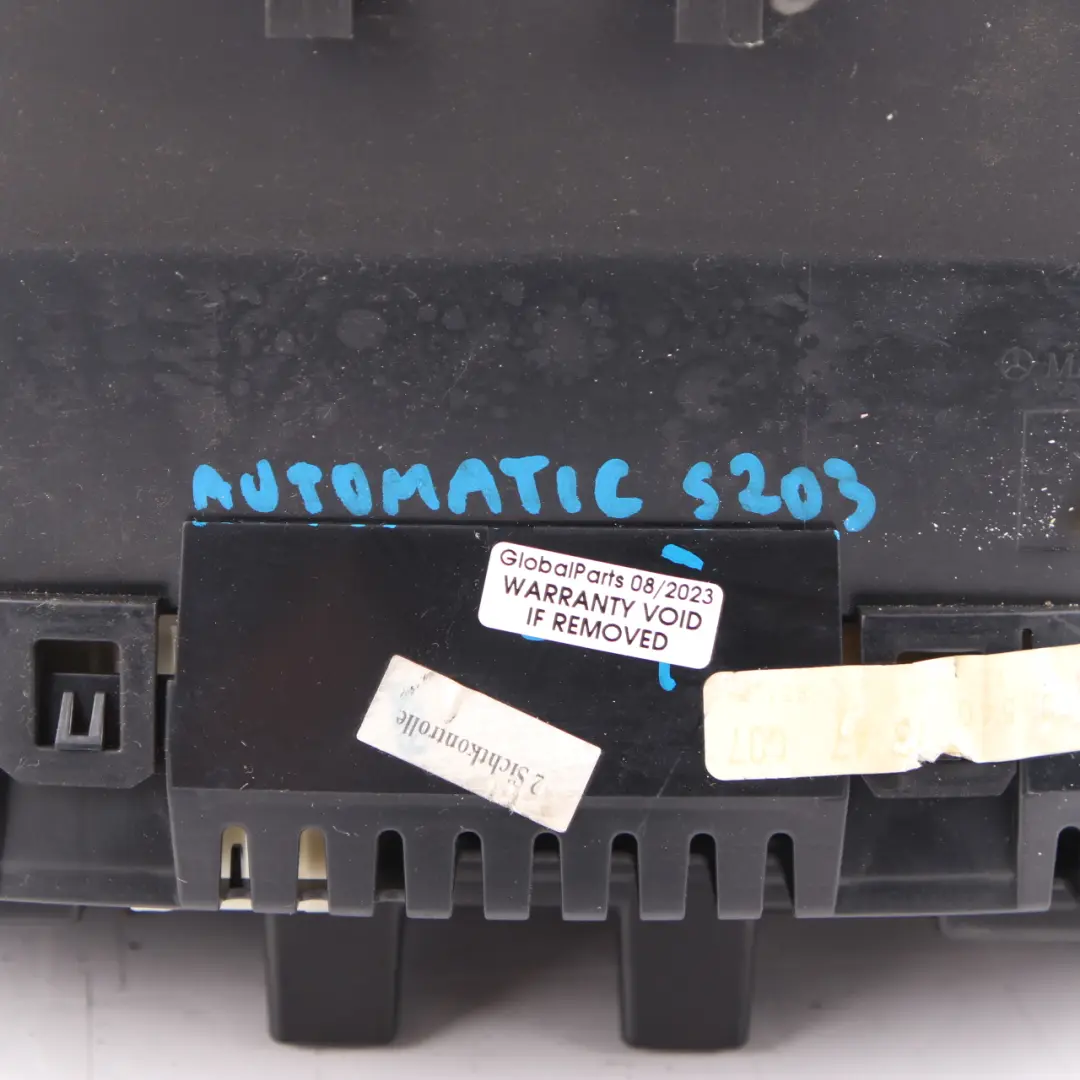 AUTOMATIC S203
GlobalParts 08/2023
WARRANTY VOID
IF REMOVED
2 Sichtkontrolle